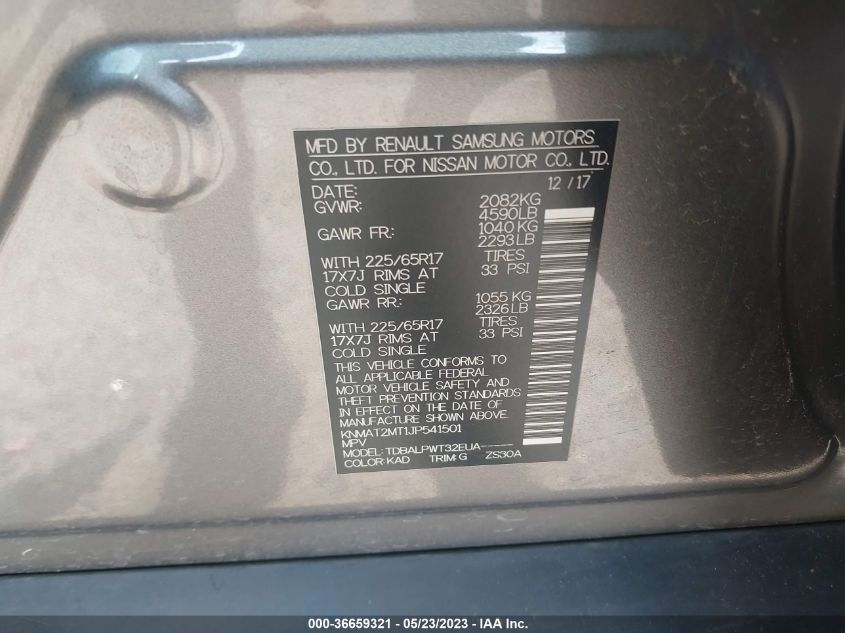 MFD BY RENAULT SAMSUNG MOTORS
CO., LTD. FOR NISSAN MOTOR CO., LTD.
DATE: 12 / 17
GVWR: 2082KG
4590LB
GAWR FR: 1040 KG
2293LB
WITH 225/65R17 TIRES
17X7J RIMS AT 33 PSI
COLD SINGLE
GAWR RR: 1055 KG
2326LB
WITH 225/65R17 TIRES
17X7J RIMS AT 33 PSI
COLD SINGLE
THIS VEHICLE CONFORMS TO
ALL APPLICABLE FEDERAL
MOTOR VEHICLE SAFETY AND
THEFT PREVENTION STANDARDS
IN EFFECT ON THE DATE OF
MANUFACTURE SHOWN ABOVE.
KNMAT2MT1JP541501
MPV
MODEL: TDBALPWT32EUA-----
COLOR: KAD TRIM: G ZS30A
000-36659321 - 05/23/2023 - IAA Inc.